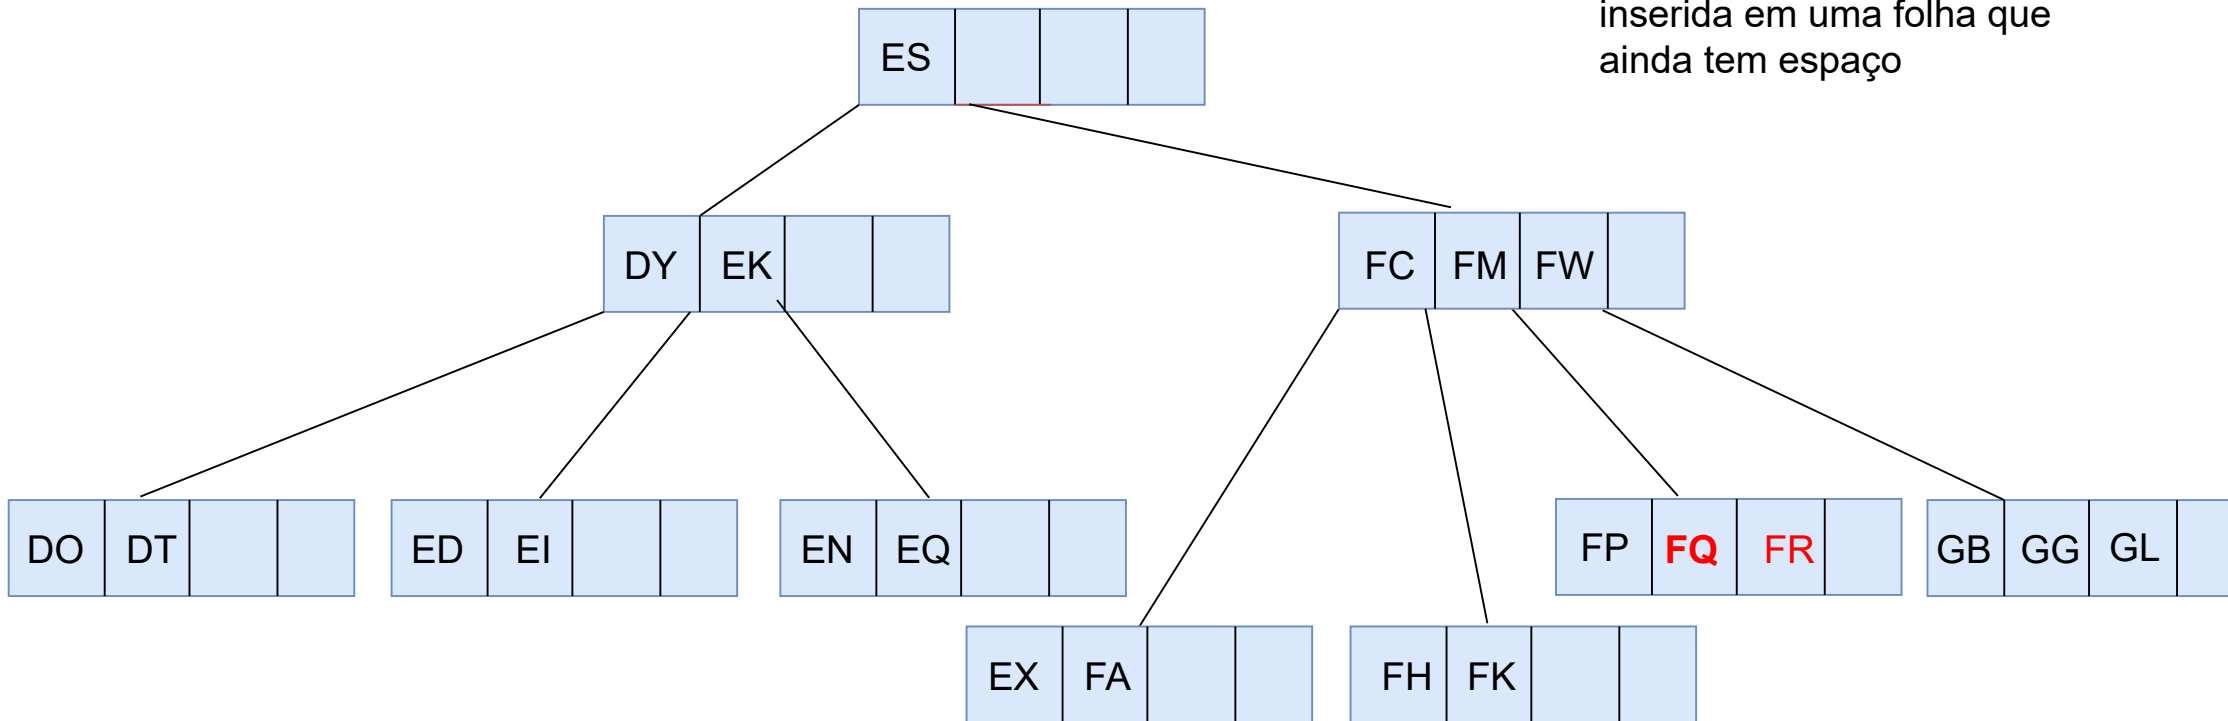 inserida em uma folha que
ainda tem espaço
ES
DY EK
FC FM FW
DO DT
ED EI
EN EQ
FP FQ FR
GB GG GL
EX FA
FH FK